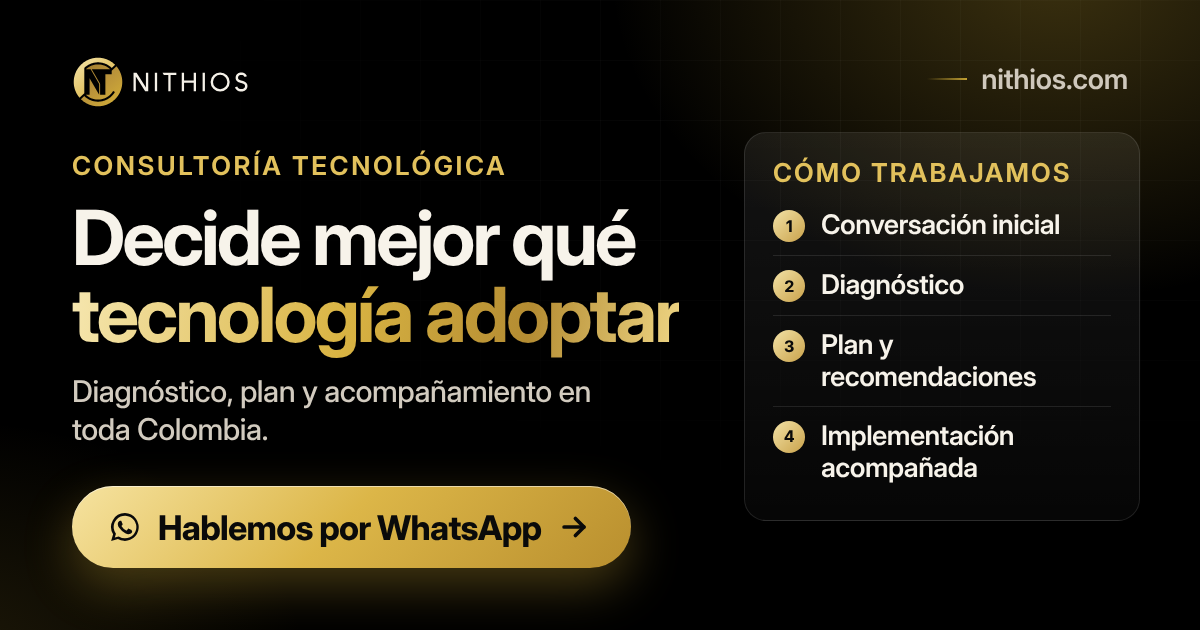 NITHIOS
nithios.com
CONSULTORÍA TECNOLÓGICA
Decide mejor qué
tecnología adoptar
Diagnóstico, plan y acompañamiento en
toda Colombia.
Hablemos por WhatsApp →
CÓMO TRABAJAMOS
1 Conversación inicial
2 Diagnóstico
3 Plan y
recomendaciones
4 Implementación
acompañada